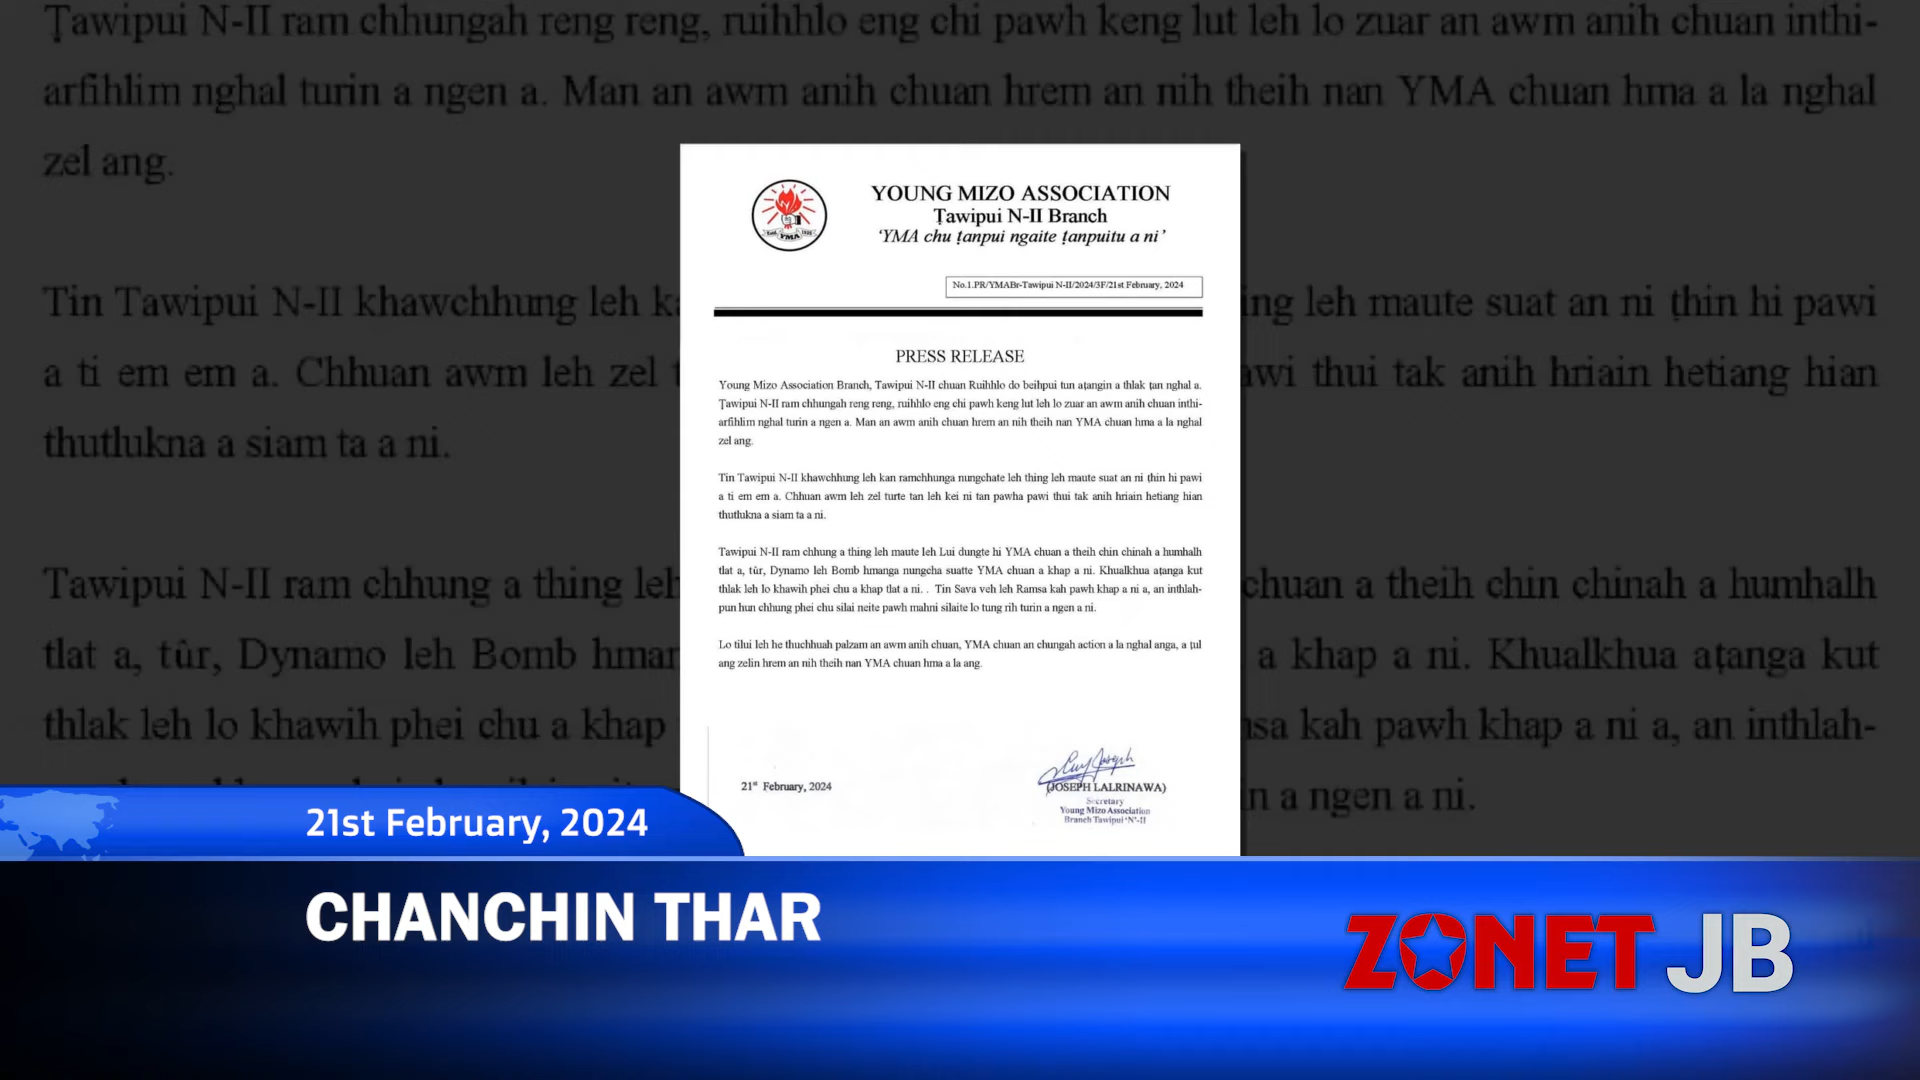 Ṭawipui N-II ram chhungah reng reng, ruihhlo eng chi pawh keng lut leh lo zuar an awm anih chuan inthi-
arfihlim nghal turin a ngen a. Man an awm anih chuan hrem an nih theih nan YMA chuan hma a la nghal
zel ang.
Tin Tawipui N-II khawchhung leh ka
ing leh maute suat an ni ṭhin hi pawi
a ti em em a. Chhuan awm leh zel t
awi thui tak anih hriain hetiang hian
thutlukna a siam ta a ni.
Tawipui N-II ram chhung a thing leh
chuan a theih chin chinah a humhalh
tlat a, tûr, Dynamo leh Bomb hman
a khap a ni. Khualkhua aṭanga kut
thlak leh lo khawih phei chu a khap
sa kah pawh khap a ni a, an inthlah-
n a ngen a ni.
YOUNG MIZO ASSOCIATION
Ṭawipui N-II Branch
‘YMA chu ṭanpui ngaite ṭanpuitu a ni’
YMA
No.1.PR/YMABr-Tawipui N-II/2024/3F/21st February, 2024
PRESS RELEASE
Young Mizo Association Branch, Tawipui N-II chuan Ruihhlo do beihpui tun aṭangin a thlak ṭan nghal a.
Ṭawipui N-II ram chhungah reng reng, ruihhlo eng chi pawh keng lut leh lo zuar an awm anih chuan inthi-
arfihlim nghal turin a ngen a. Man an awm anih chuan hrem an nih theih nan YMA chuan hma a la nghal
zel ang.
Tin Tawipui N-II khawchhung leh kan ramchhunga nungchate leh thing leh maute suat an ni ṭhin hi pawi
a ti em em a. Chhuan awm leh zel turte tan leh kei ni tan pawha pawi thui tak anih hriain hetiang hian
thutlukna a siam ta a ni.
Tawipui N-II ram chhung a thing leh maute leh Lui dungte hi YMA chuan a theih chin chinah a humhalh
tlat a, tûr, Dynamo leh Bomb hmanga nungcha suatte YMA chuan a khap a ni. Khualkhua aṭanga kut
thlak leh lo khawih phei chu a khap tlat a ni. . Tin Sava veh leh Ramsa kah pawh khap a ni a, an inthlah-
pun hun chhung phei chu silai neite pawh mahni silaite lo tung rih turin a ngen a ni.
Lo tilui leh he thuchhuah palzam an awm anih chuan, YMA chuan an chungah action a la nghal anga, a ṭul
ang zelin hrem an nih theih nan YMA chuan hma a la ang.
21st February, 2024
(JOSEPH LALRINAWA)
Secretary
Young Mizo Association
Branch Tawipui ‘N’-II
21st February, 2024
CHANCHIN THAR
ZONET JB